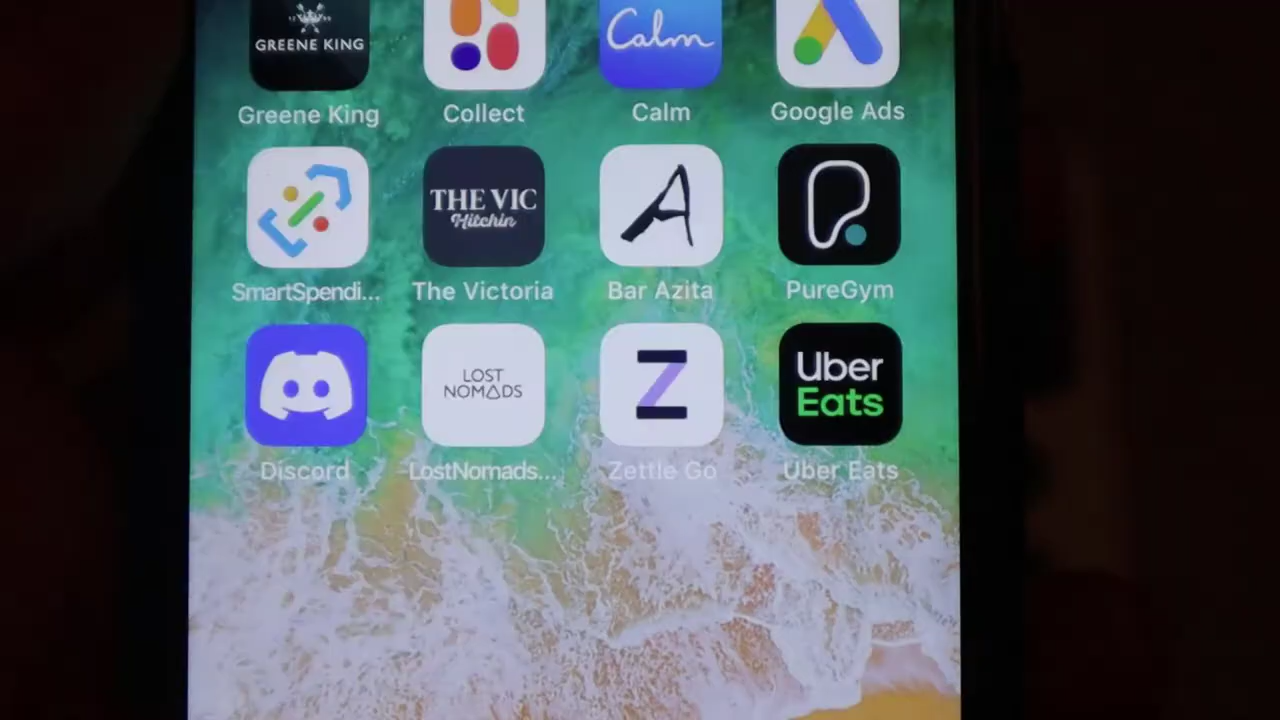 GREENE KING
Calm
Greene King
Collect
Calm
Google Ads
THE VIC
Hitchin
SmartSpendi...
The Victoria
Bar Azita
PureGym
LOST
NOMADS
Z
Uber
Eats
Discord
LostNomads...
Zettle Go
Uber Eats